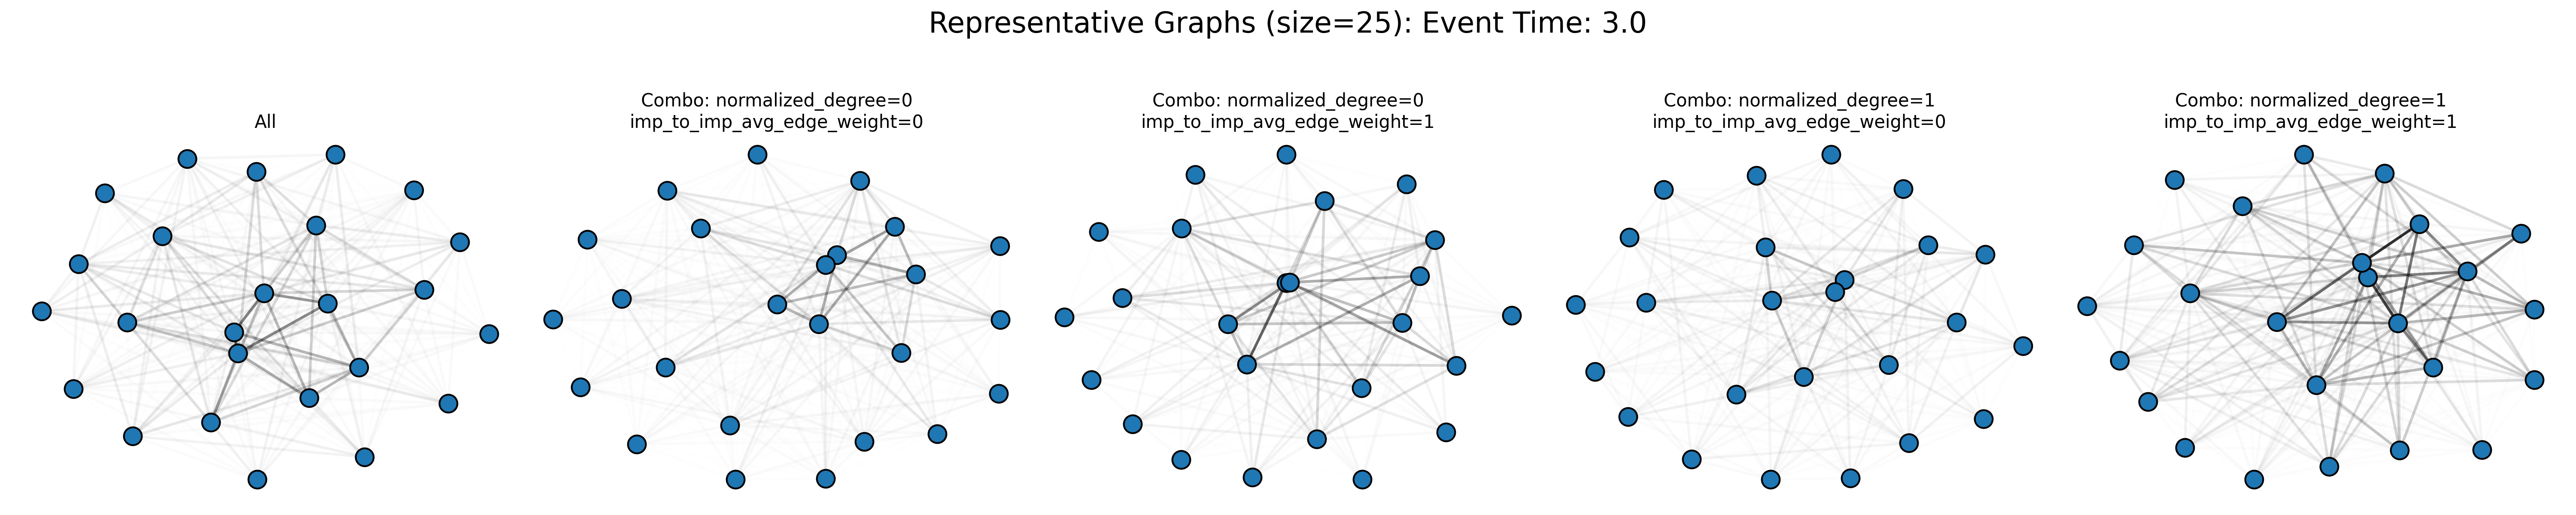 Representative Graphs (size=25): Event Time: 3.0
All
Combo: normalized_degree=0
imp_to_imp_avg_edge_weight=0
Combo: normalized_degree=0
imp_to_imp_avg_edge_weight=1
Combo: normalized_degree=1
imp_to_imp_avg_edge_weight=0
Combo: normalized_degree=1
imp_to_imp_avg_edge_weight=1